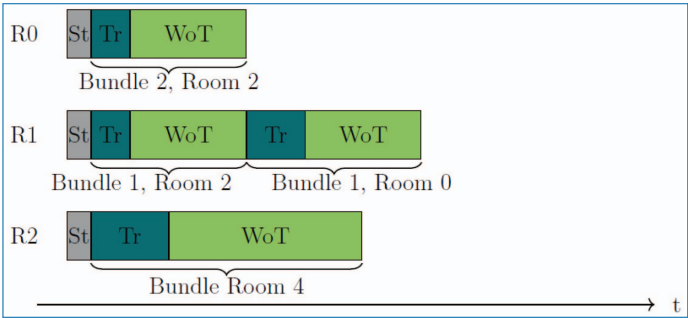 R0 St Tr WoT
Bundle 2, Room 2
R1 St Tr WoT Tr WoT
Bundle 1, Room 2 Bundle 1, Room 0
R2 St Tr WoT
Bundle Room 4
t